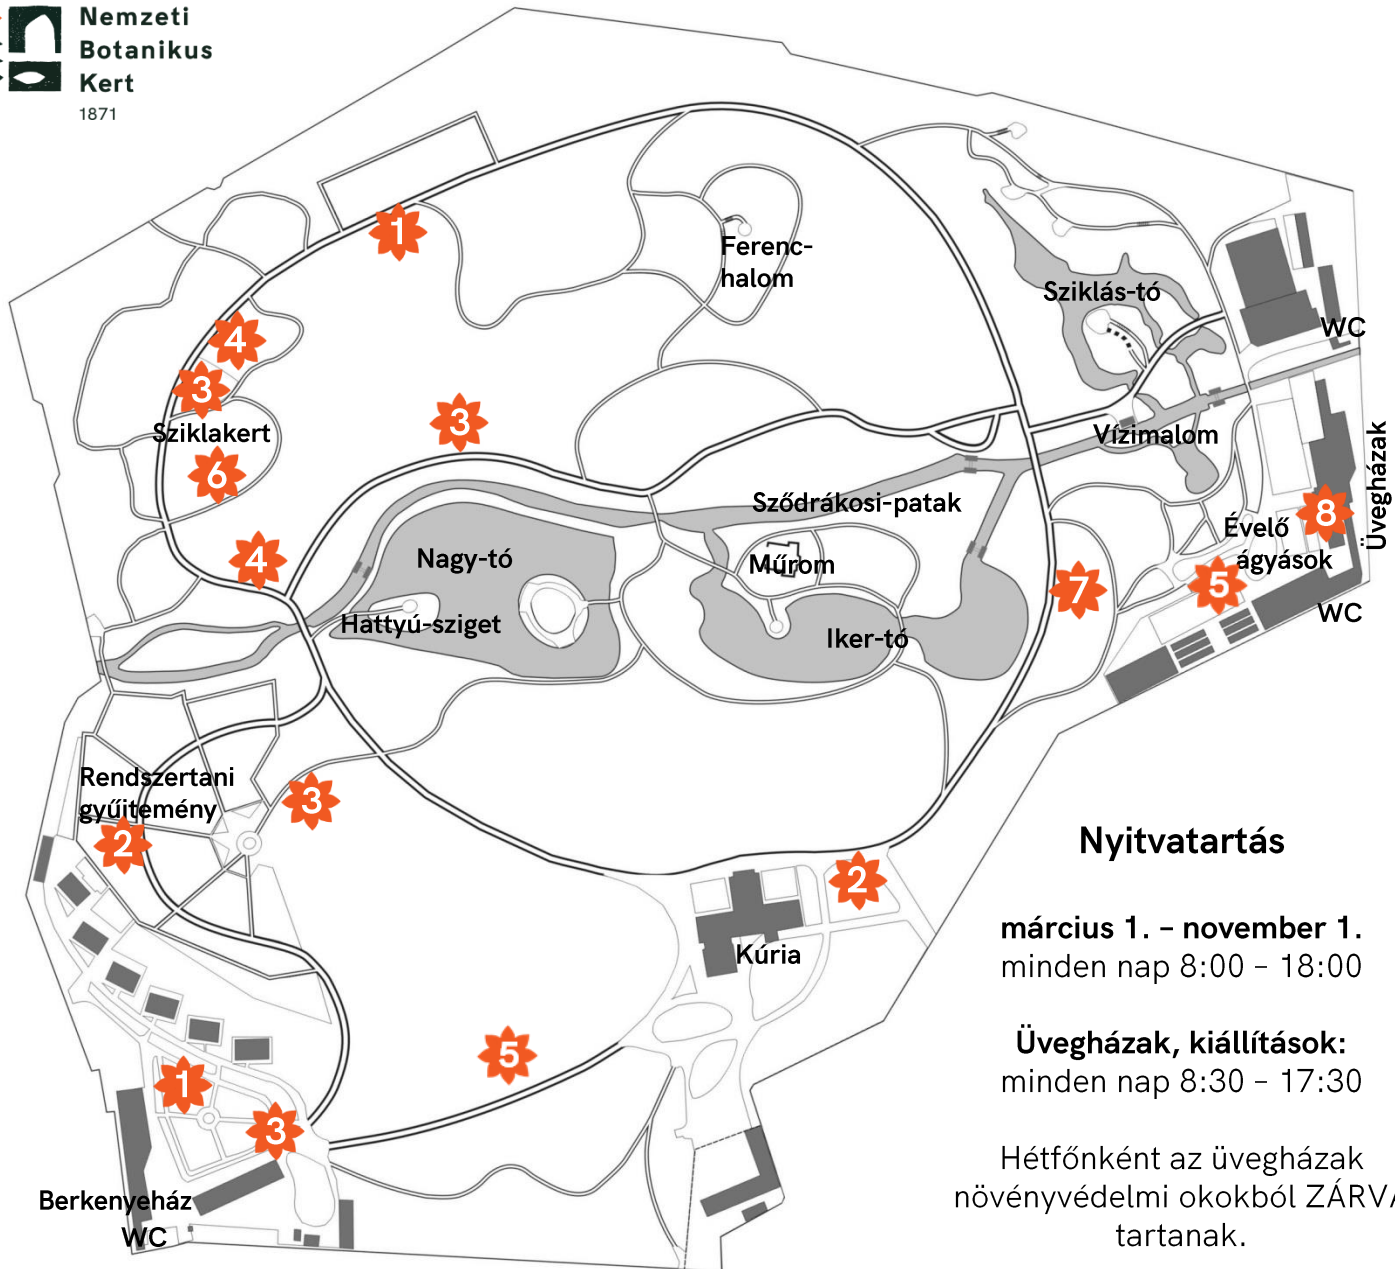 Nemzeti
Botanikus
Kert
1871
1
Ferenc-
halom
Sziklás-tó
WC
4
3
3
Sziklakert
Vízimalom
6
Üvegházak
Sződrákosi-patak
8
Évelő
ágyások
4
Nagy-tó
Műrom
7
5
WC
Hattyú-sziget
Iker-tó
Rendszertani
gyűjtemény
3
2
2
Kúria
5
1
3
Berkenyeház
WC
Nyitvatartás
március 1. – november 1.
minden nap 8:00 – 18:00
Üvegházak, kiállítások:
minden nap 8:30 – 17:30
Hétfőnként az üvegházak
növényvédelmi okokból ZÁRVA
tartanak.